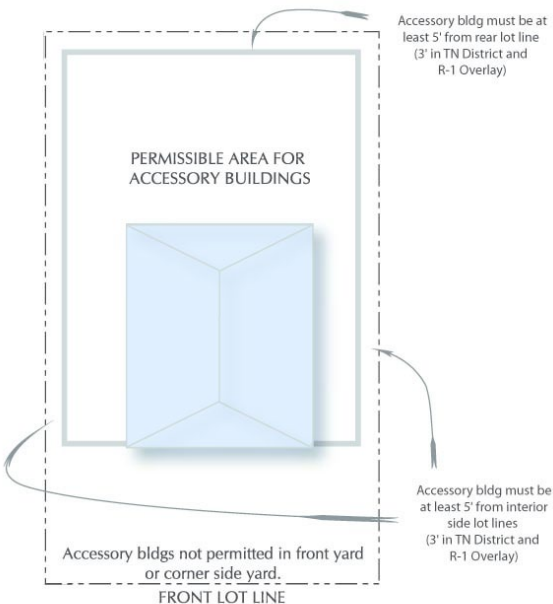 Accessory bldg must be at
least 5' from rear lot line
(3' in TN District and
R-1 Overlay)
PERMISSIBLE AREA FOR
ACCESSORY BUILDINGS
Accessory bldg must be
at least 5' from interior
side lot lines
(3' in TN District and
R-1 Overlay)
Accessory bldgs not permitted in front yard
or corner side yard.
FRONT LOT LINE